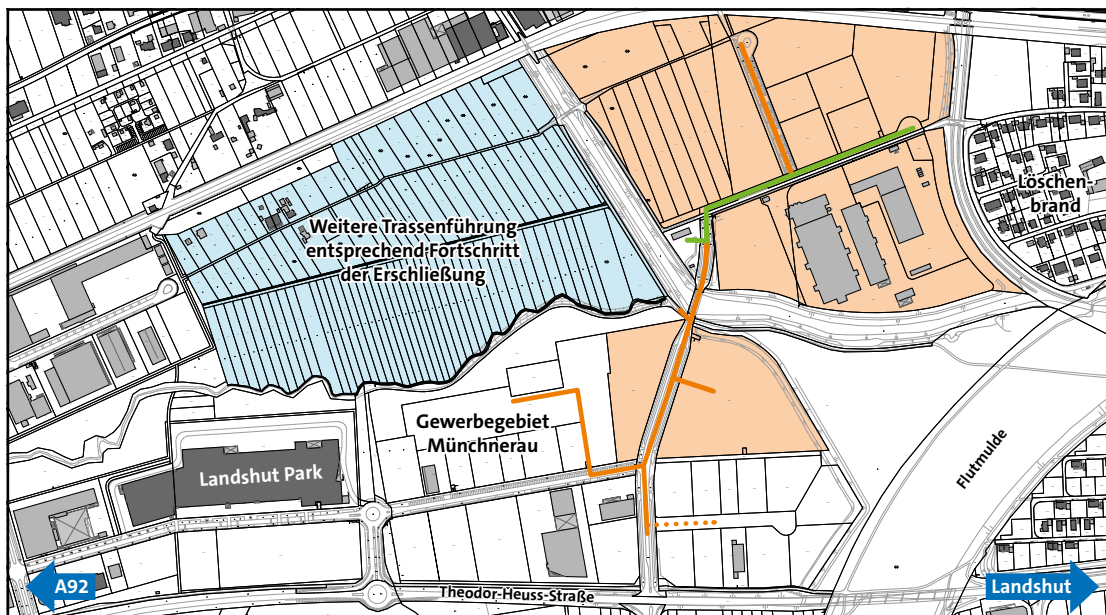 Löschen-
brand
Weitere Trassenführung
entsprechend Fortschritt
der Erschließung
Gewerbegebiet
Münchnerau
Landshut Park
Flutmulde
A92
Theodor-Heuss-Straße
Landshut